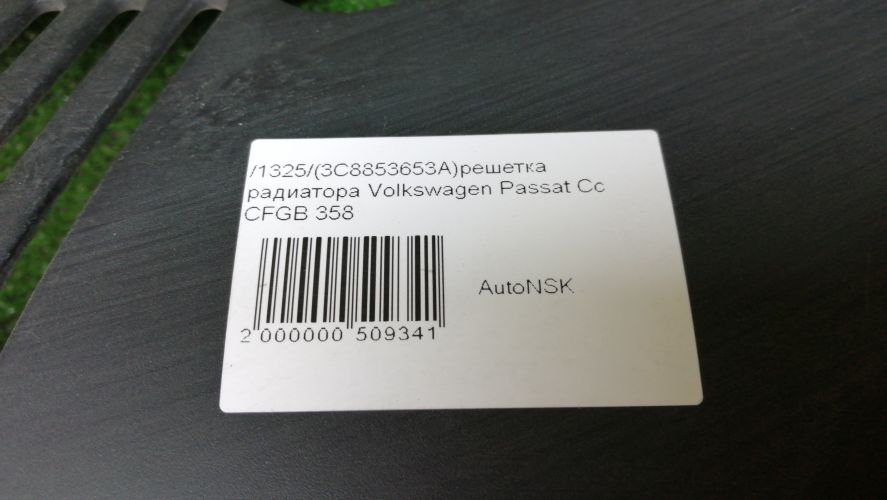 /1325/(3C8853653A)решетка
радиатора Volkswagen Passat Cc
CFGB 358
AutoNSK
2 000000 509341